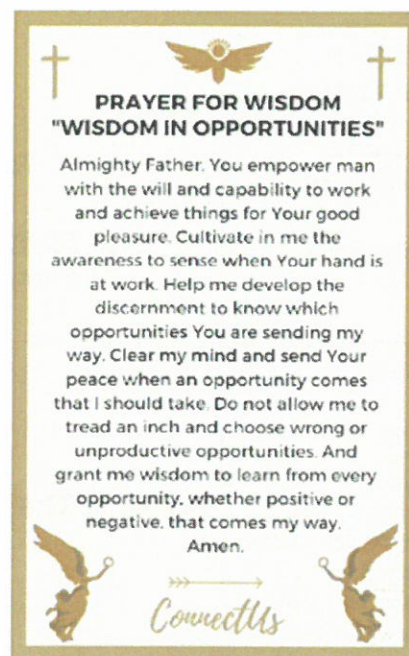 PRAYER FOR WISDOM
"WISDOM IN OPPORTUNITIES"
Almighty Father. You empower man
with the will and capability to work
and achieve things for Your good
pleasure. Cultivate in me the
awareness to sense when Your hand is
at work. Help me develop the
discernment to know which
opportunities You are sending my
way. Clear my mind and send Your
peace when an opportunity comes
that I should take. Do not allow me to
tread an inch and choose wrong or
unproductive opportunities. And
grant me wisdom to learn from every
opportunity, whether positive or
negative, that comes my way.
Amen.
ConnectUs